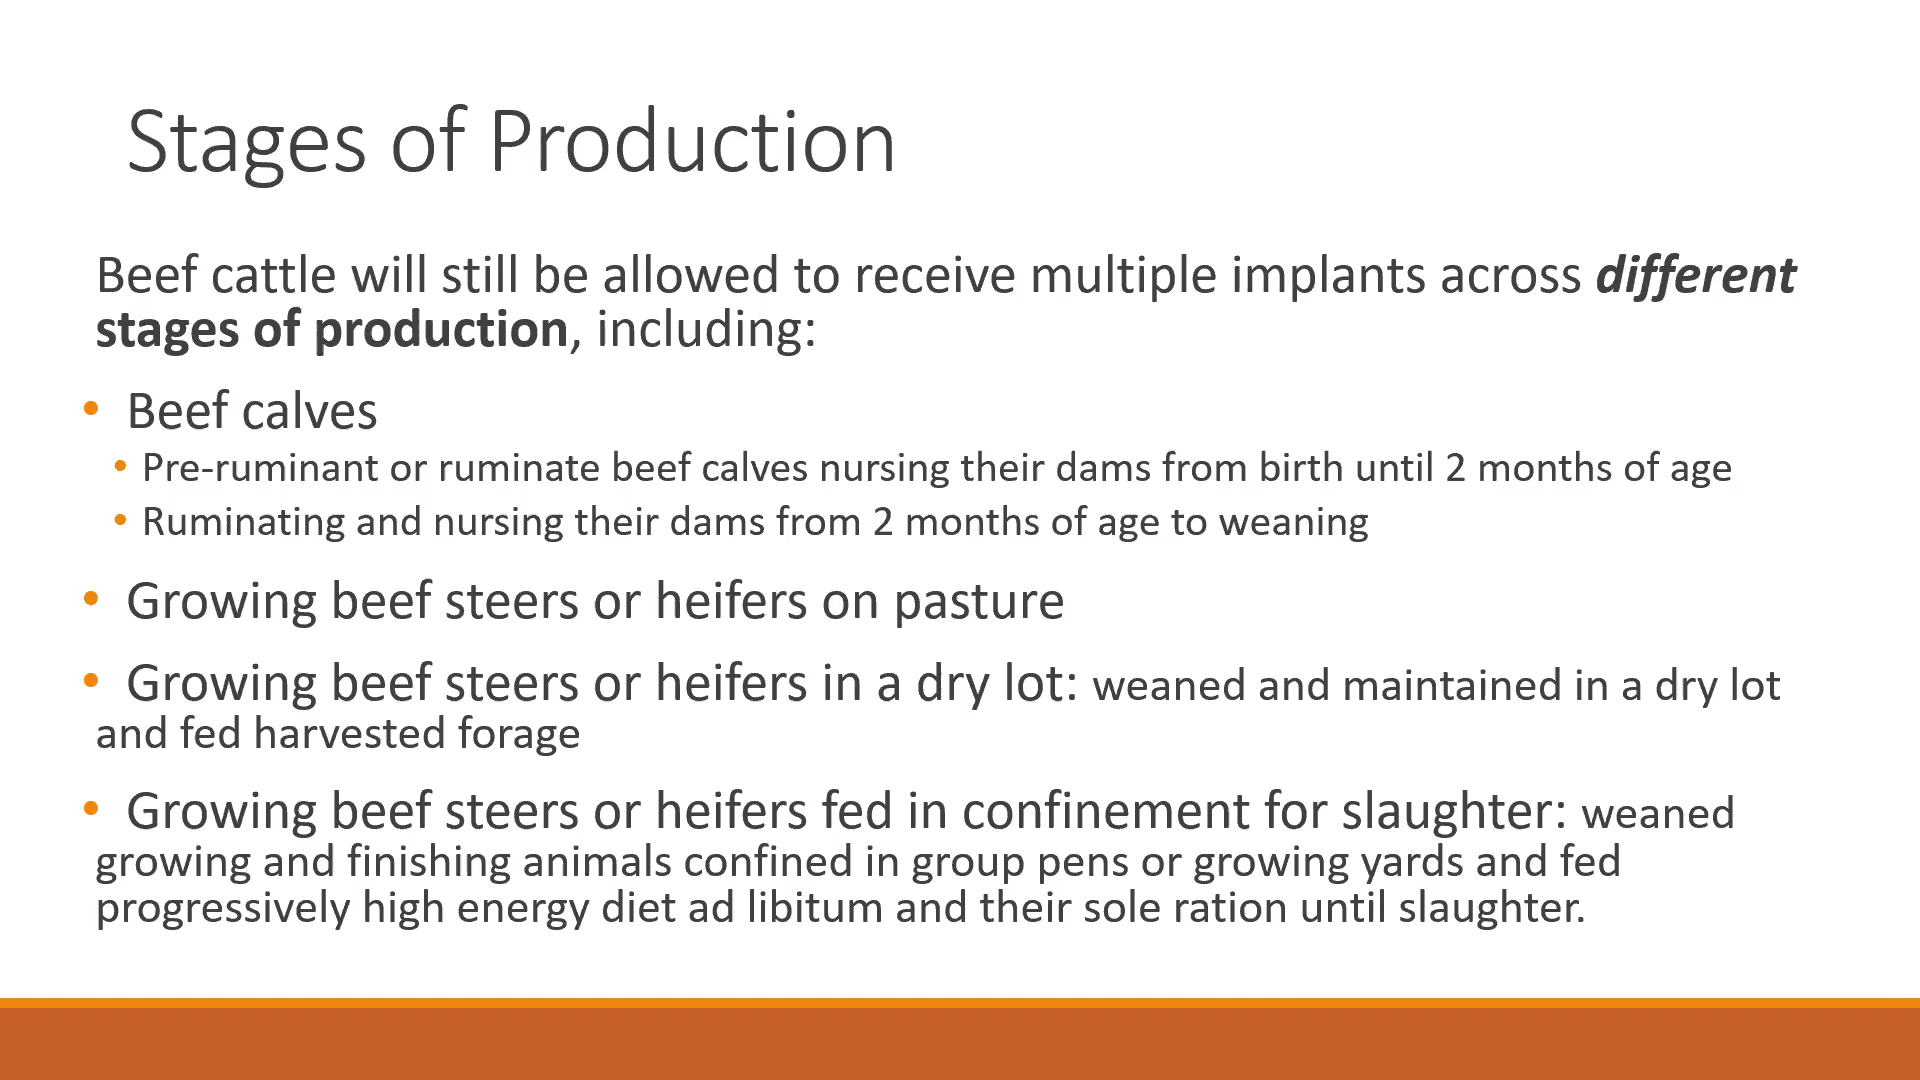 Stages of Production
Beef cattle will still be allowed to receive multiple implants across different
stages of production, including:
• Beef calves
• Pre-ruminant or ruminate beef calves nursing their dams from birth until 2 months of age
• Ruminating and nursing their dams from 2 months of age to weaning
• Growing beef steers or heifers on pasture
• Growing beef steers or heifers in a dry lot: weaned and maintained in a dry lot
and fed harvested forage
• Growing beef steers or heifers fed in confinement for slaughter: weaned
growing and finishing animals confined in group pens or growing yards and fed
progressively high energy diet ad libitum and their sole ration until slaughter.